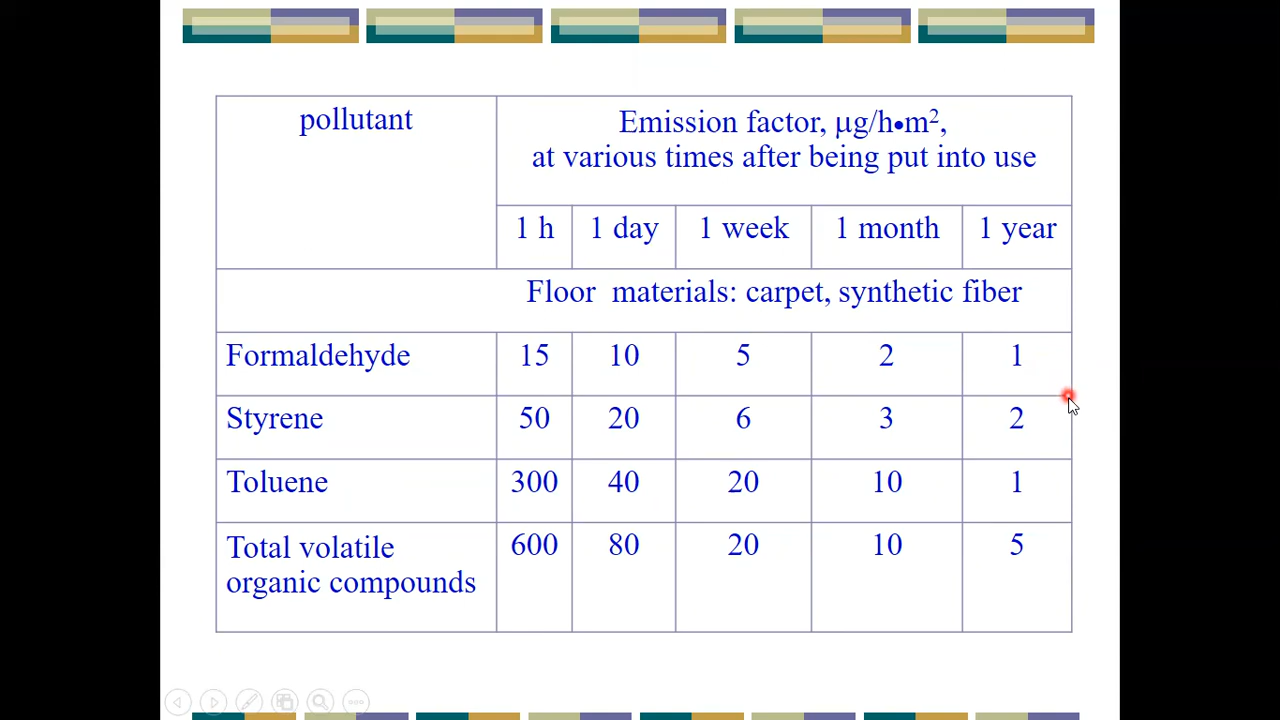 pollutant
Emission factor, μg/h•m²,
at various times after being put into use
1 h 1 day 1 week 1 month 1 year
Floor materials: carpet, synthetic fiber
Formaldehyde 15 10 5 2 1
Styrene 50 20 6 3 2
Toluene 300 40 20 10 1
Total volatile 600 80 20 10 5
organic compounds